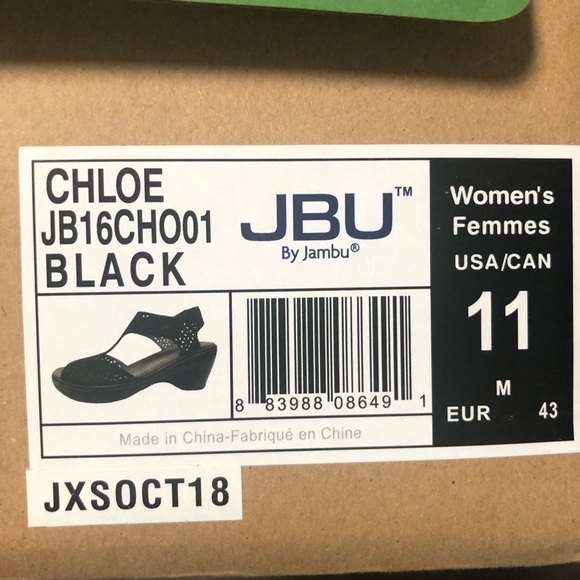 CHLOE
JB16CHO01
BLACK
JBU™
By Jambu®
Women's
Femmes
USA/CAN
11
M
EUR 43
8 83988 08649 1
Made in China-Fabriqué en Chine
JXSOCT18